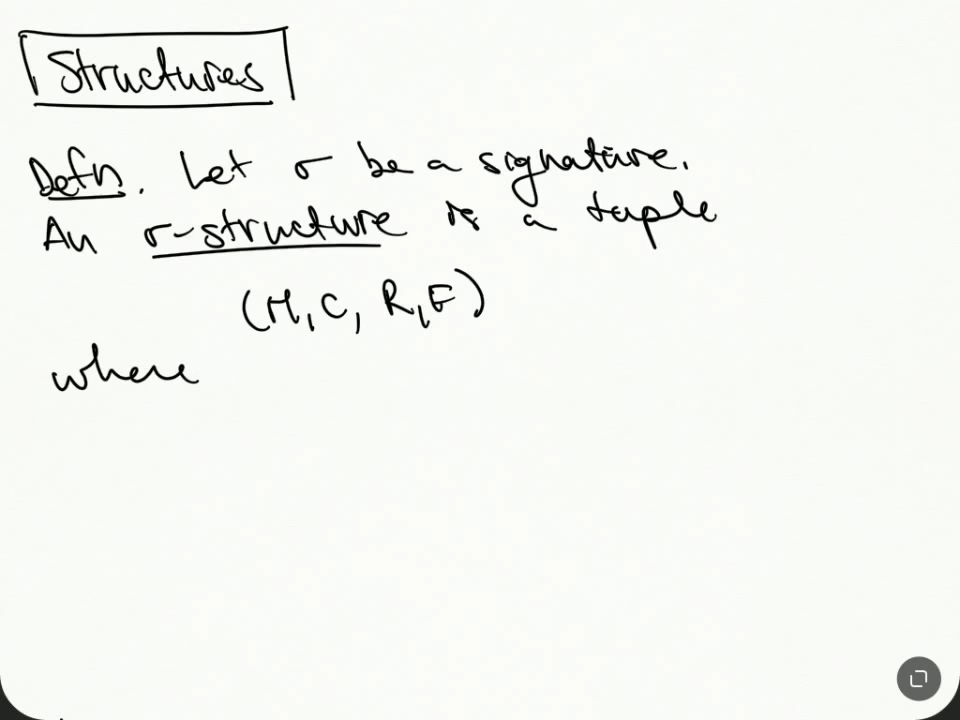 Structures
Defn. Let σ be a signature.
An σ-structure is a tuple
(M, C, R, F)
where